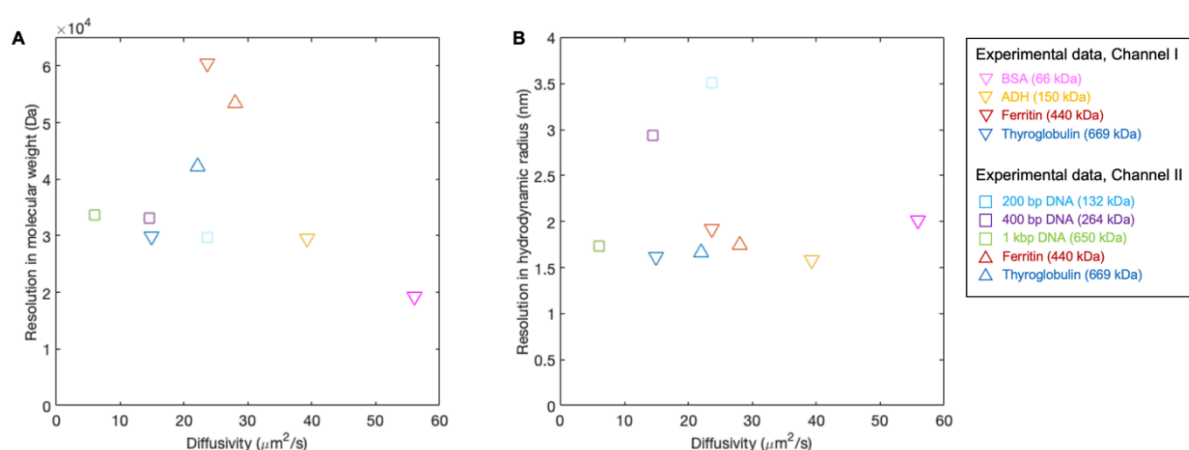 A
×10⁴
Resolution in molecular weight (Da)
6
5
4
3
2
1
0
0 10 20 30 40 50 60
Diffusivity (μm²/s)
B
Resolution in hydrodynamic radius (nm)
4
3.5
3
2.5
2
1.5
1
0.5
0
0 10 20 30 40 50 60
Diffusivity (μm²/s)
Experimental data, Channel I
BSA (66 kDa)
ADH (150 kDa)
Ferritin (440 kDa)
Thyroglobulin (669 kDa)
Experimental data, Channel II
200 bp DNA (132 kDa)
400 bp DNA (264 kDa)
1 kbp DNA (650 kDa)
Ferritin (440 kDa)
Thyroglobulin (669 kDa)